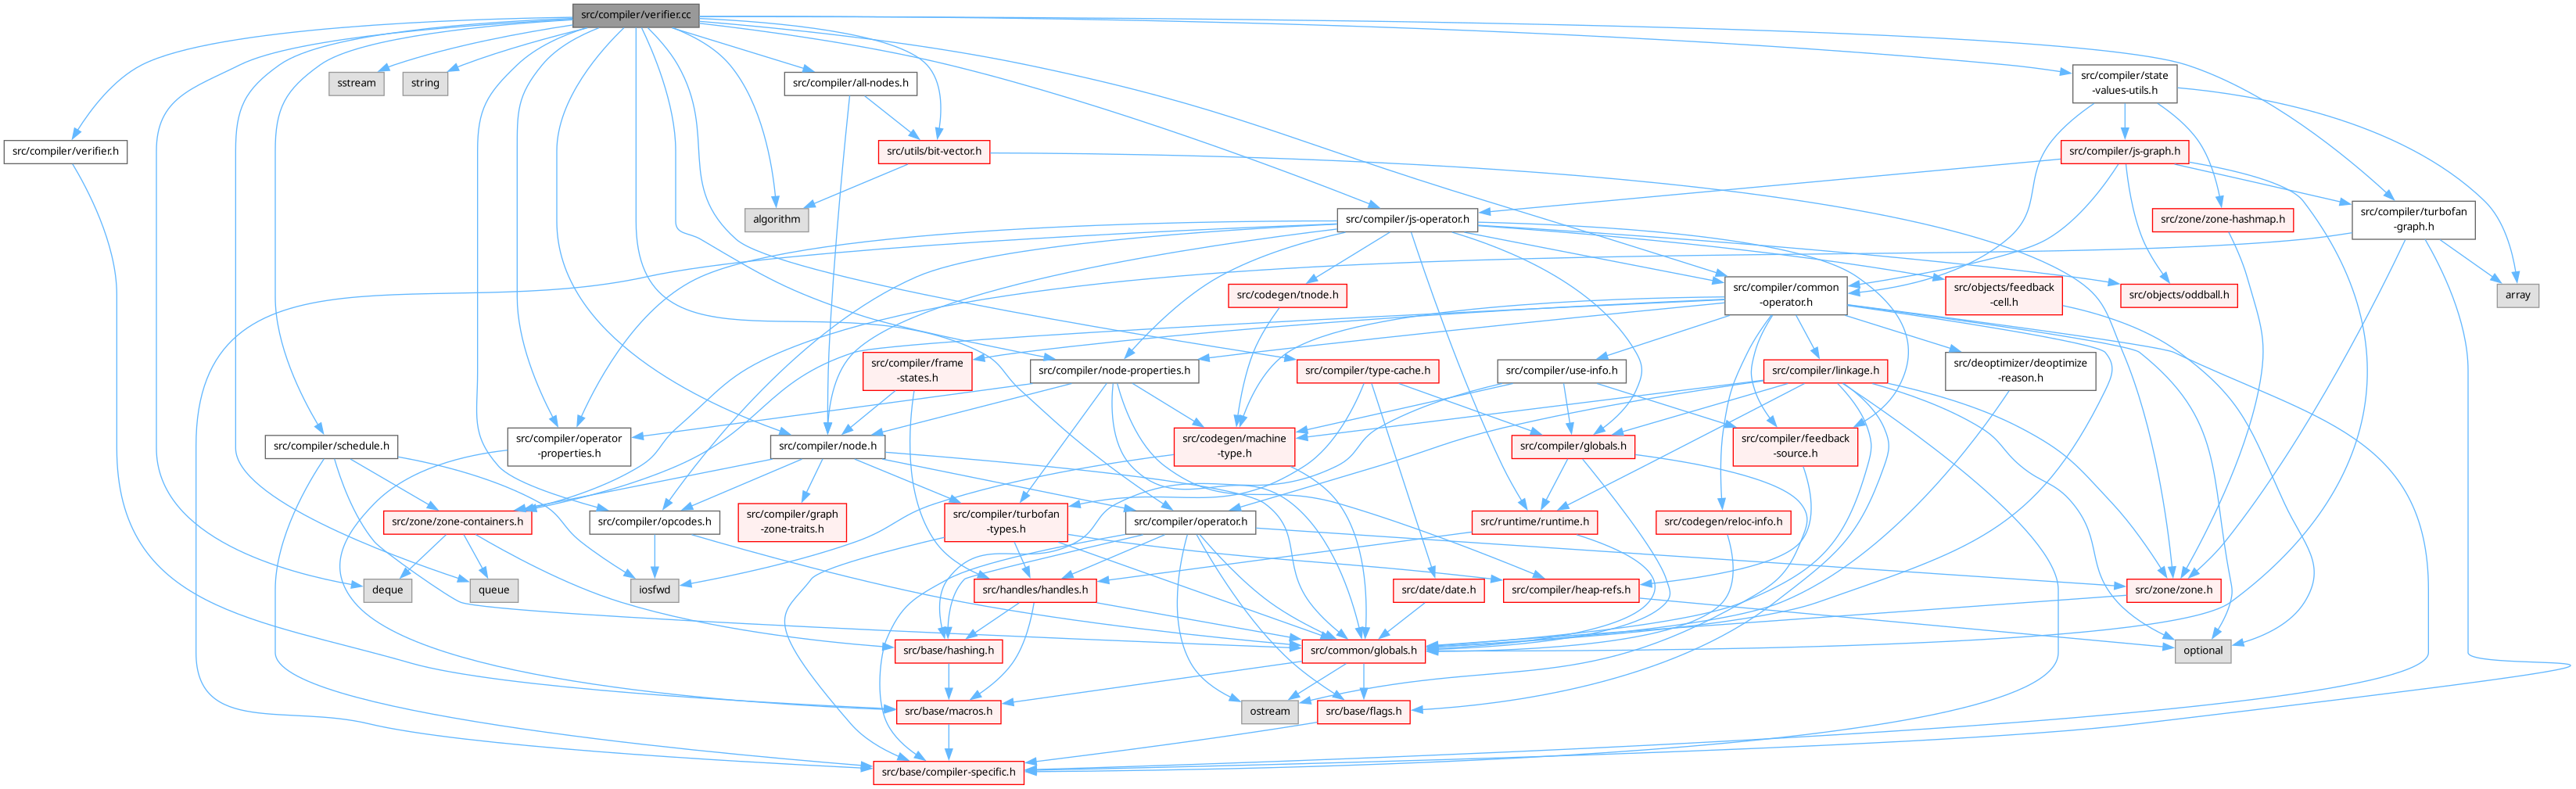 src/compiler/verifier.cc
sstream
string
src/compiler/all-nodes.h
src/compiler/state
-values-utils.h
src/compiler/verifier.h
src/utils/bit-vector.h
src/compiler/js-graph.h
algorithm
src/compiler/js-operator.h
src/zone/zone-hashmap.h
src/compiler/turbofan
-graph.h
src/codegen/tnode.h
src/compiler/common
-operator.h
src/objects/feedback
-cell.h
src/objects/oddball.h
array
src/compiler/frame
-states.h
src/compiler/node-properties.h
src/compiler/type-cache.h
src/compiler/use-info.h
src/compiler/linkage.h
src/deoptimizer/deoptimize
-reason.h
src/compiler/schedule.h
src/compiler/operator
-properties.h
src/compiler/node.h
src/codegen/machine
-type.h
src/compiler/globals.h
src/compiler/feedback
-source.h
src/zone/zone-containers.h
src/compiler/opcodes.h
src/compiler/graph
-zone-traits.h
src/compiler/turbofan
-types.h
src/compiler/operator.h
src/runtime/runtime.h
src/codegen/reloc-info.h
deque
queue
iosfwd
src/handles/handles.h
src/date/date.h
src/compiler/heap-refs.h
src/zone/zone.h
src/base/hashing.h
src/common/globals.h
optional
src/base/macros.h
ostream
src/base/flags.h
src/base/compiler-specific.h